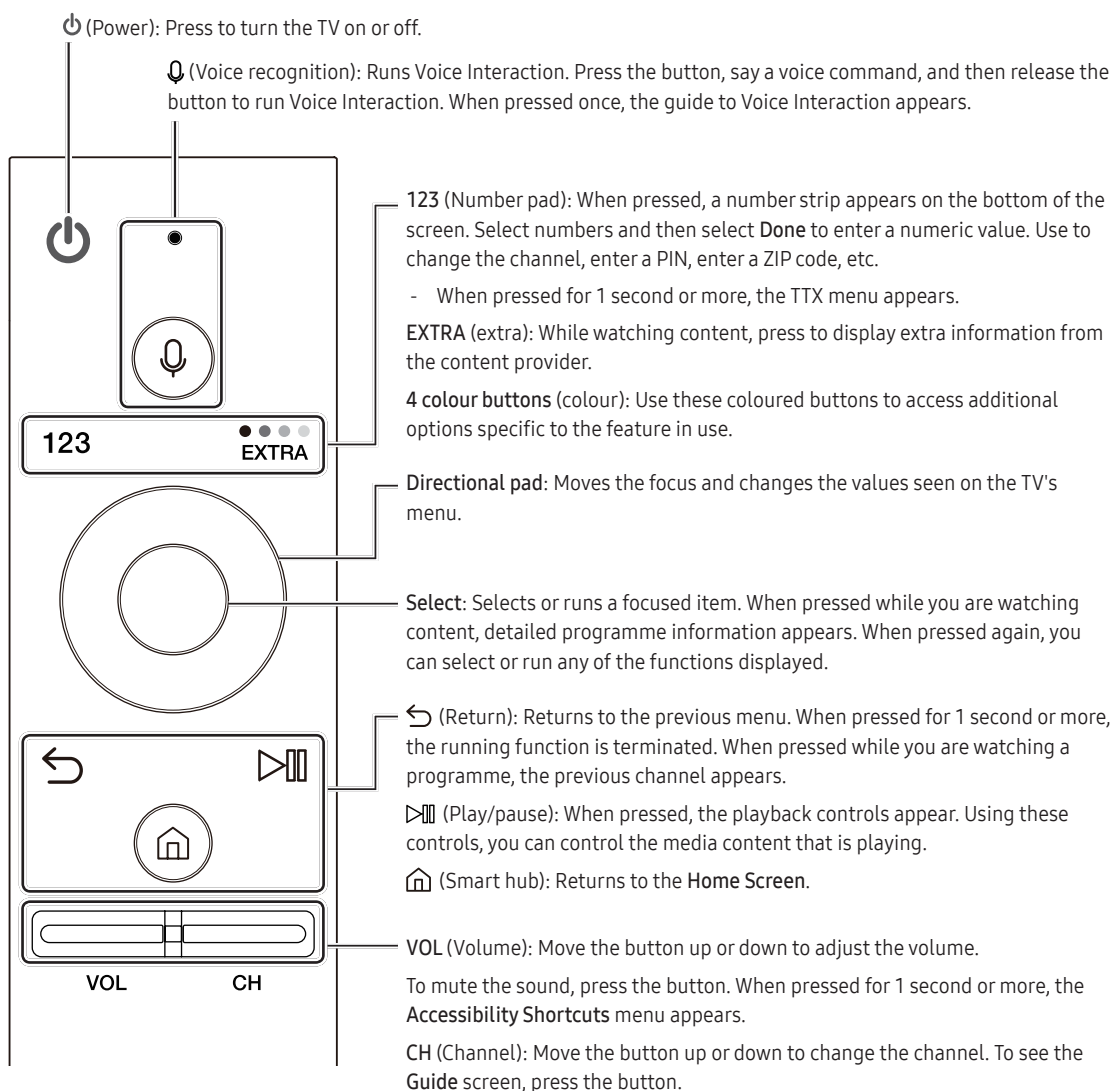 (Power): Press to turn the TV on or off.
(Voice recognition): Runs Voice Interaction. Press the button, say a voice command, and then release the
button to run Voice Interaction. When pressed once, the guide to Voice Interaction appears.
123 (Number pad): When pressed, a number strip appears on the bottom of the
screen. Select numbers and then select Done to enter a numeric value. Use to
change the channel, enter a PIN, enter a ZIP code, etc.
- When pressed for 1 second or more, the TTX menu appears.
EXTRA (extra): While watching content, press to display extra information from
the content provider.
4 colour buttons (colour): Use these coloured buttons to access additional
options specific to the feature in use.
123
EXTRA
Directional pad: Moves the focus and changes the values seen on the TV's
menu.
Select: Selects or runs a focused item. When pressed while you are watching
content, detailed programme information appears. When pressed again, you
can select or run any of the functions displayed.
(Return): Returns to the previous menu. When pressed for 1 second or more,
the running function is terminated. When pressed while you are watching a
programme, the previous channel appears.
(Play/pause): When pressed, the playback controls appear. Using these
controls, you can control the media content that is playing.
(Smart hub): Returns to the Home Screen.
VOL (Volume): Move the button up or down to adjust the volume.
To mute the sound, press the button. When pressed for 1 second or more, the
Accessibility Shortcuts menu appears.
CH (Channel): Move the button up or down to change the channel. To see the
Guide screen, press the button.
VOL CH